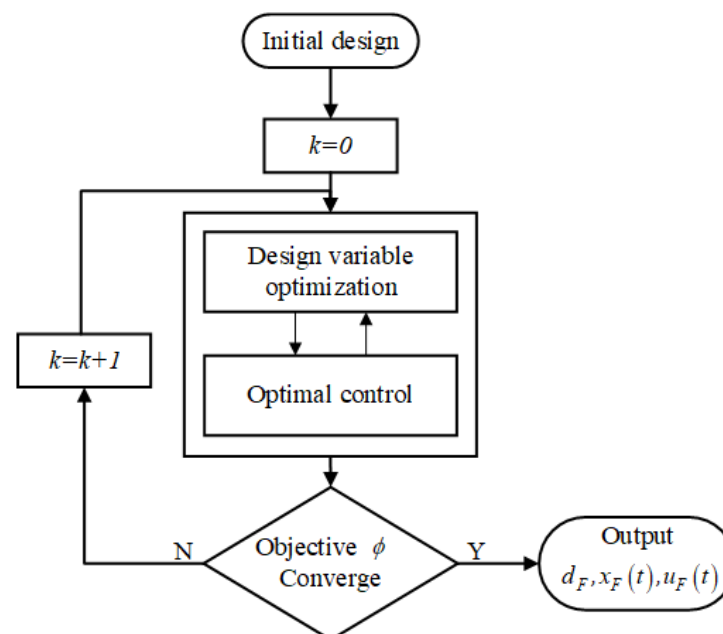 Initial design
k=0
Design variable
optimization
k=k+1
Optimal control
N
Objective ϕ
Converge
Y
Output
d_F,x_F(t),u_F(t)